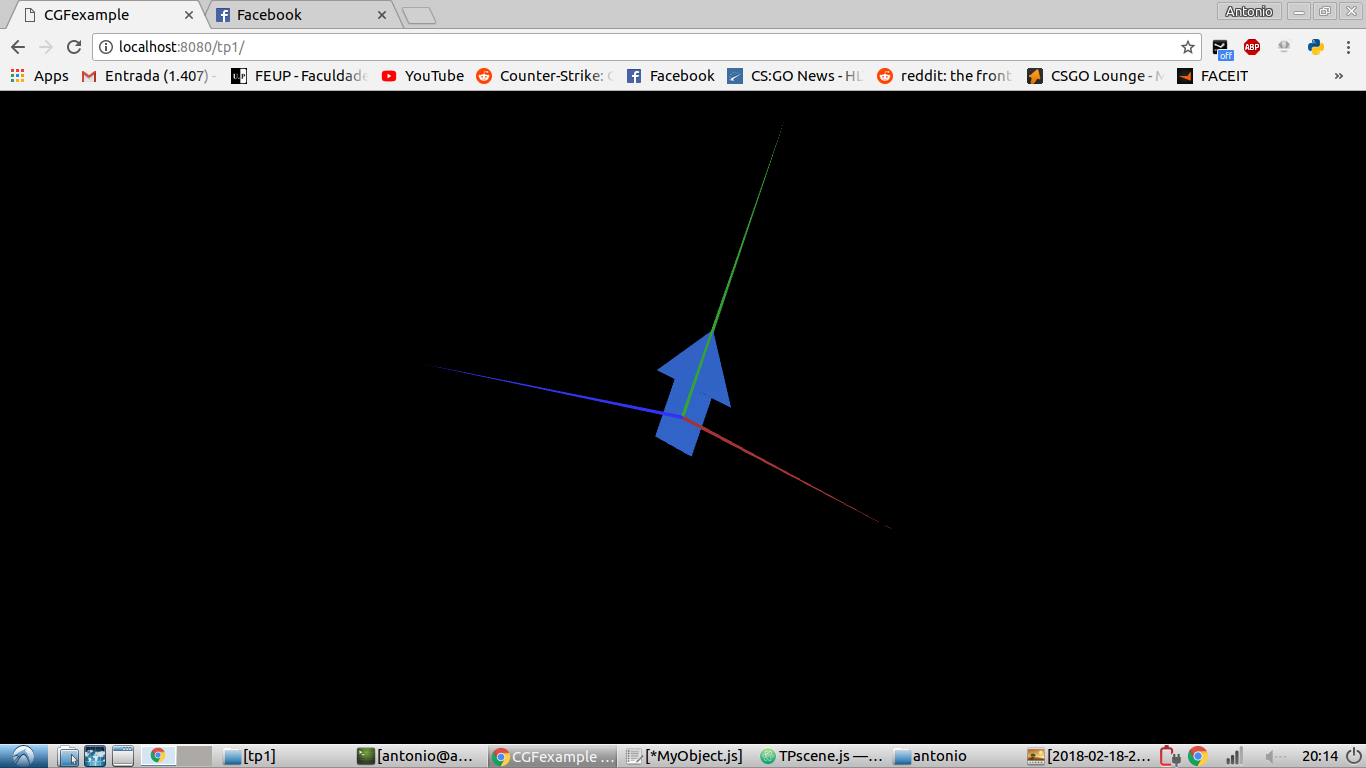 CGFexample
Facebook
Antonio
localhost:8080/tp1/
ABP
off
Apps
Entrada (1.407) -
FEUP - Faculdade
YouTube
Counter-Strike:
Facebook
CS:GO News - HL
reddit: the front
CSGO Lounge -
FACEIT
»
[tp1]
[antonio@a...
CGFexample ...
[*MyObject.js]
TPscene.js —...
antonio
[2018-02-18-2...
20:14